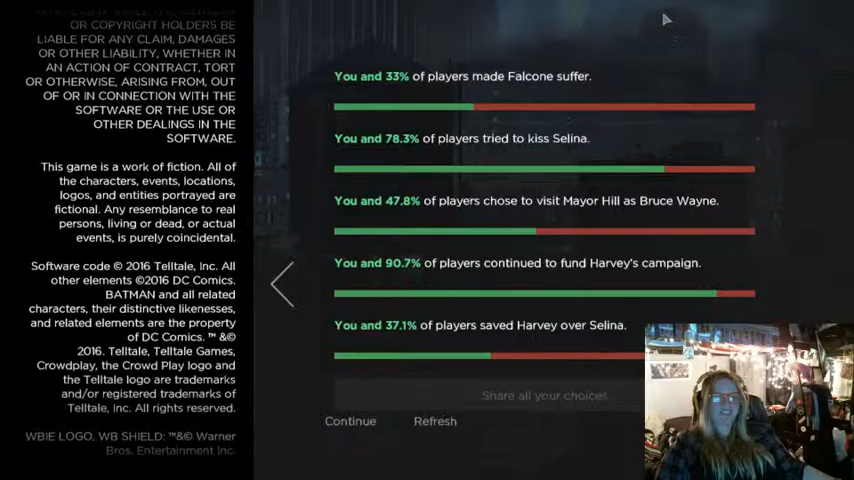 OR COPYRIGHT HOLDERS BE
LIABLE FOR ANY CLAIM, DAMAGES
OR OTHER LIABILITY, WHETHER IN
AN ACTION OF CONTRACT, TORT
OR OTHERWISE, ARISING FROM, OUT
OF OR IN CONNECTION WITH THE
SOFTWARE OR THE USE OR
OTHER DEALINGS IN THE
SOFTWARE.
This game is a work of fiction. All of
the characters, events, locations,
logos, and entities portrayed are
fictional. Any resemblance to real
persons, living or dead, or actual
events, is purely coincidental.
Software code © 2016 Telltale, Inc. All
other elements ©2016 DC Comics.
BATMAN and all related
characters, their distinctive likenesses,
and related elements are the property
of DC Comics. ™ &©
2016. Telltale, Telltale Games,
Crowdplay, the Crowd Play logo and
the Telltale logo are trademarks
and/or registered trademarks of
Telltale, Inc. All rights reserved.
WBIE LOGO, WB SHIELD: ™&© Warner
Bros. Entertainment Inc.
You and 33% of players made Falcone suffer.
You and 78.3% of players tried to kiss Selina.
You and 47.8% of players chose to visit Mayor Hill as Bruce Wayne.
You and 90.7% of players continued to fund Harvey's campaign.
You and 37.1% of players saved Harvey over Selina.
Share all your choices
Continue Refresh